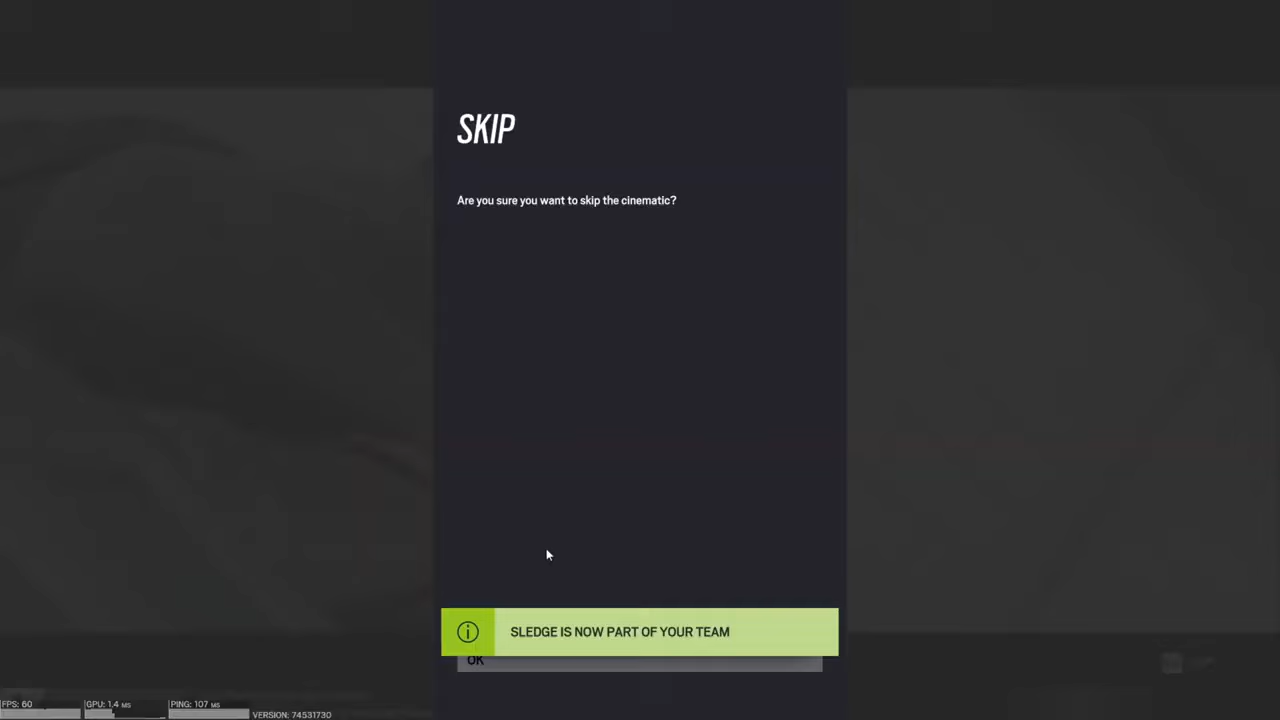 SKIP
Are you sure you want to skip the cinematic?
SLEDGE IS NOW PART OF YOUR TEAM
OK
FPS: 60
GPU: 1.4 MS
PING: 107 MS
VERSION: 74531730